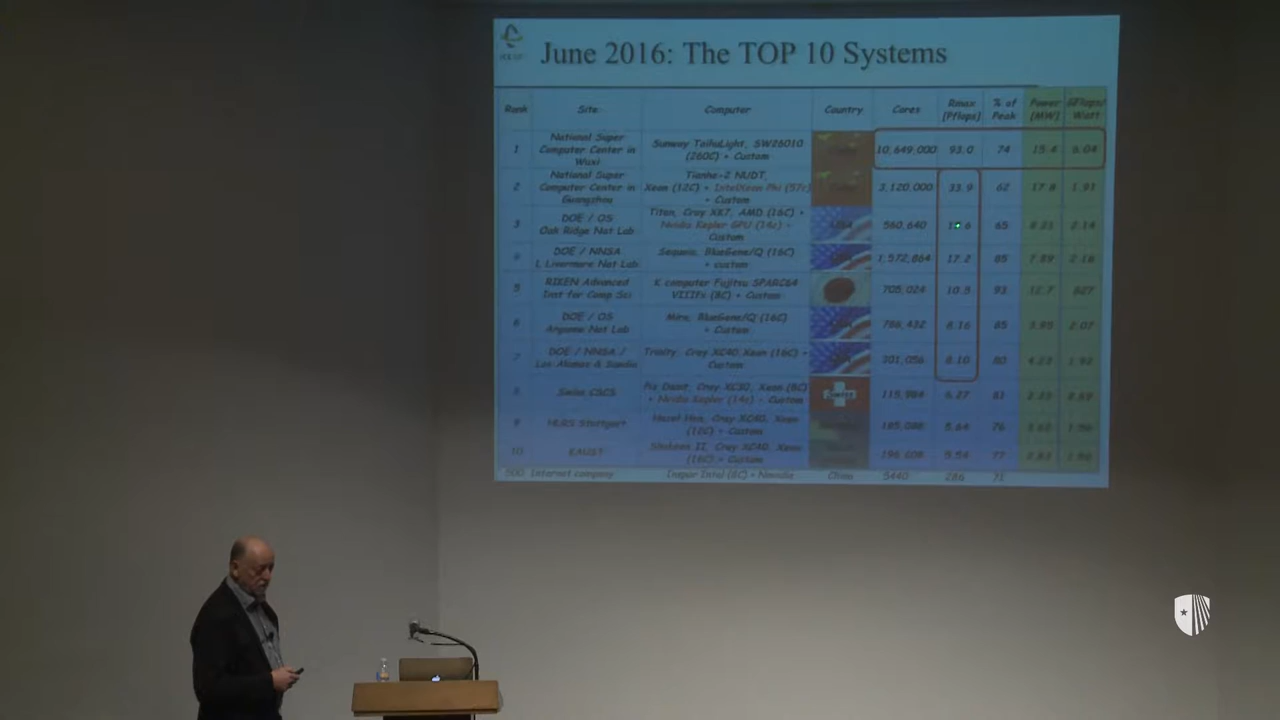 June 2016: The TOP 10 Systems
Rank Site Computer Country Cores Rmax [Pflops] % of Peak Power (MW) GFlops/ Watt
1 National Super Computer Center in Wuxi Sunway TaihuLight, SW26010 (260C) + Custom 10,649,000 93.0 74 15.4 6.04
2 National Super Computer Center in Guangzhou Tianhe-2 NUDT, Xeon (12C) + IntelXeon Phi (57c) + Custom 3,120,000 33.9 62 17.8 1.91
3 DOE / OS Oak Ridge Nat Lab Titan, Cray XK7, AMD (16C) + Nvidia Kepler GPU (14c) + Custom 560,640 65 8.21 2.14
4 DOE / NNSA L Livermore Nat Lab Sequoia, BlueGene/Q (16C) + custom 1,572,864 17.2 85 7.89 2.18
5 RIKEN Advanced Inst for Comp Sci K computer Fujitsu SPARC64 VIIIfx (8C) + Custom 705,024 10.5 93 12.7 827
6 DOE / OS Argonne Nat Lab Mira, BlueGene/Q (16C) + Custom 786,432 8.16 85 3.95 2.07
7 DOE / NNSA / Los Alamos & Sandia Trinity, Cray XC40, Xeon (16C) + Custom 301,056 8.10 80 4.23 1.92
8 Swiss CSCS Piz Daint, Cray XC30, Xeon (8C) + Nvidia Kepler (14c) + Custom Swiss 115,984 6.27 81
9 HLRS Stuttgart Hazel Hen, Cray XC40, Xeon (12C) + Custom 185,088 5.64 76
10 KAUST Shaheen II, Cray XC40, Xeon (16C) + Custom 196,608 5.54 77
500 Internet company Inspur Intel (8C) + Nnvidia China 5440 .286 71